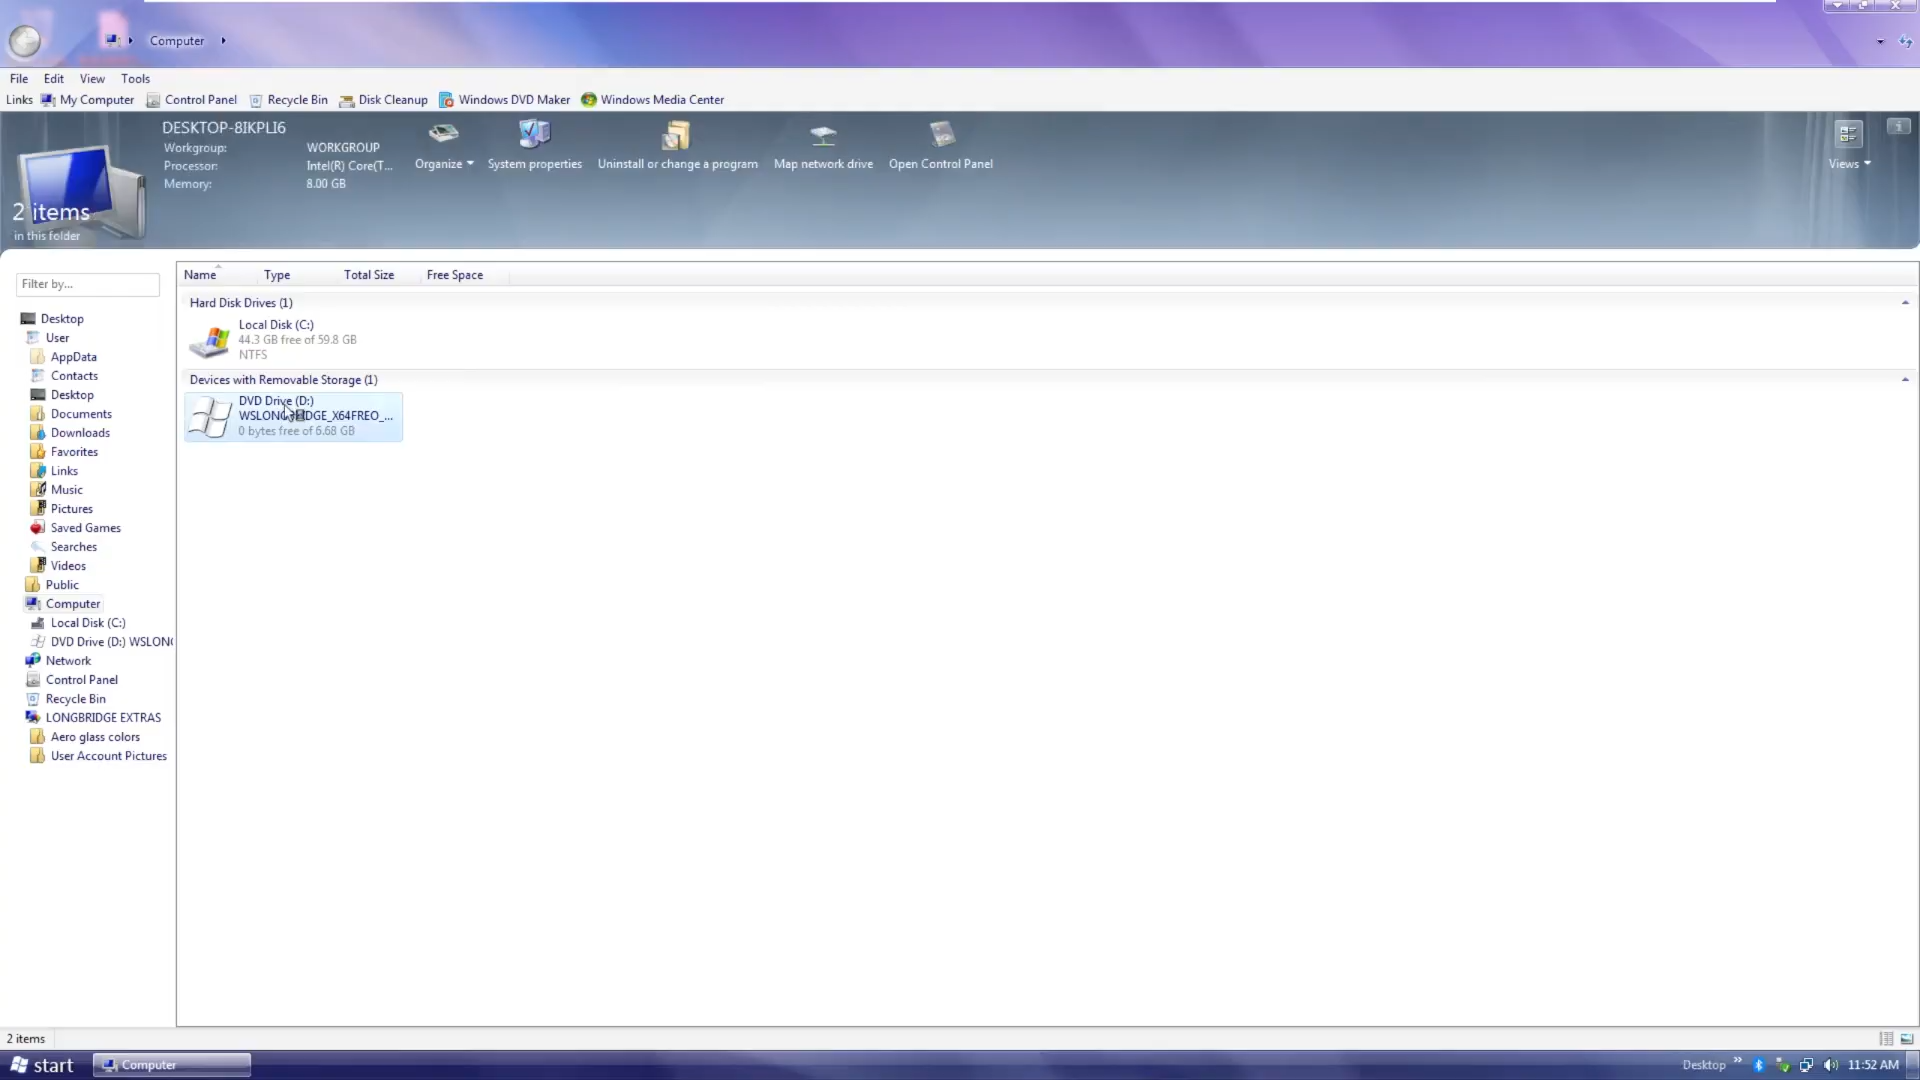 Computer
File Edit View Tools
Links My Computer Control Panel Recycle Bin Disk Cleanup Windows DVD Maker Windows Media Center
DESKTOP-8IKPLI6
Workgroup: WORKGROUP
Processor: Intel(R) Core(T...
Memory: 8.00 GB
2 items
in this folder
Organize System properties Uninstall or change a program Map network drive Open Control Panel
Views
Filter by...
Desktop
User
AppData
Contacts
Desktop
Documents
Downloads
Favorites
Links
Music
Pictures
Saved Games
Searches
Videos
Public
Computer
Local Disk (C:)
DVD Drive (D:) WSLON
Network
Control Panel
Recycle Bin
LONGBRIDGE EXTRAS
Aero glass colors
User Account Pictures
Name Type Total Size Free Space
Hard Disk Drives (1)
Local Disk (C:)
44.3 GB free of 59.8 GB
NTFS
Devices with Removable Storage (1)
DVD Drive (D:)
0 bytes free of 6.68 GB
2 items
start Computer Desktop » 11:52 AM